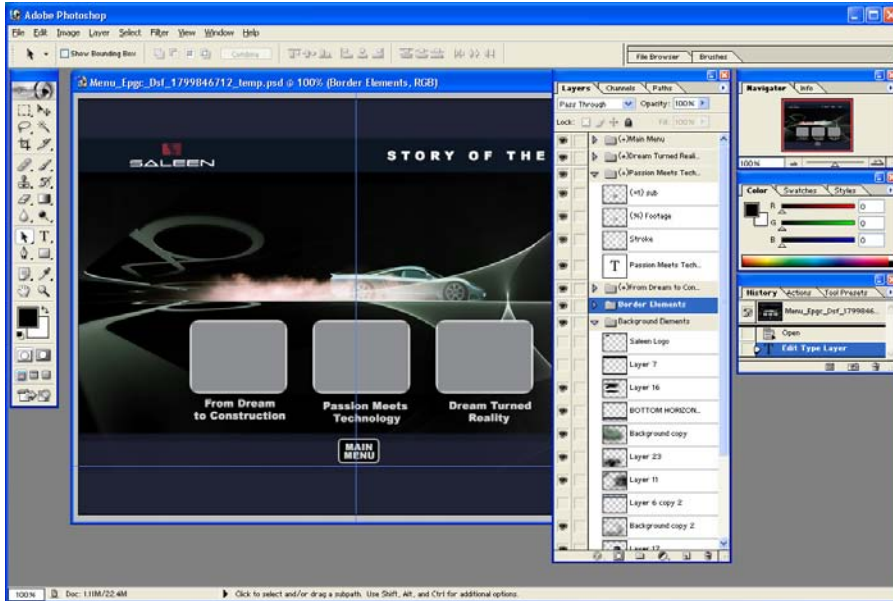 Adobe Photoshop
File Edit Image Layer Select Filter View Window Help
Show Bounding Box
Combine
File Browser
Brushes
Menu_Epgc_Dsf_1799846712_temp.psd @ 100% (Border Elements, RGB)
SALEEN
STORY OF THE
From Dream
to Construction
Passion Meets
Technology
Dream Turned
Reality
MAIN
MENU
Layers Channels Paths
Pass Through Opacity: 100%
Lock: Fill: 100%
(+)Main Menu
(+)Dream Turned Reali...
(+)Passion Meets Tech...
(=1) sub
(%) Footage
Stroke
T Passion Meets Tech...
(+)From Dream to Con...
Border Elements
Background Elements
Saleen Logo
Layer 7
Layer 16
BOTTOM HORIZON...
Background copy
Layer 23
Layer 11
Layer 6 copy 2
Background copy 2
Layer 17
Navigator Info
100%
Color Swatches Styles
R 0
G 0
B 0
History Actions Tool Presets
Menu_Epgc_Dsf_1799846...
Open
T Edit Type Layer
100% Doc: 1.11M/22.4M Click to select and/or drag a subpath. Use Shift, Alt, and Ctrl for additional options.